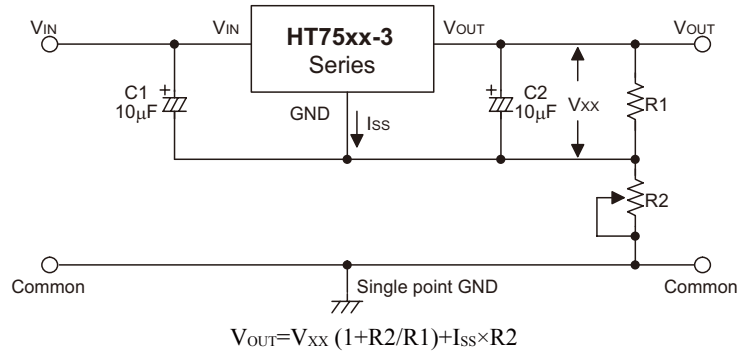 VIN
VIN
HT75xx-3
Series
VOUT
VOUT
C1
10μF
GND
ISS
C2
10μF
VXX
R1
R2
Common
Single point GND
Common
VOUT=VXX (1+R2/R1)+ISS×R2